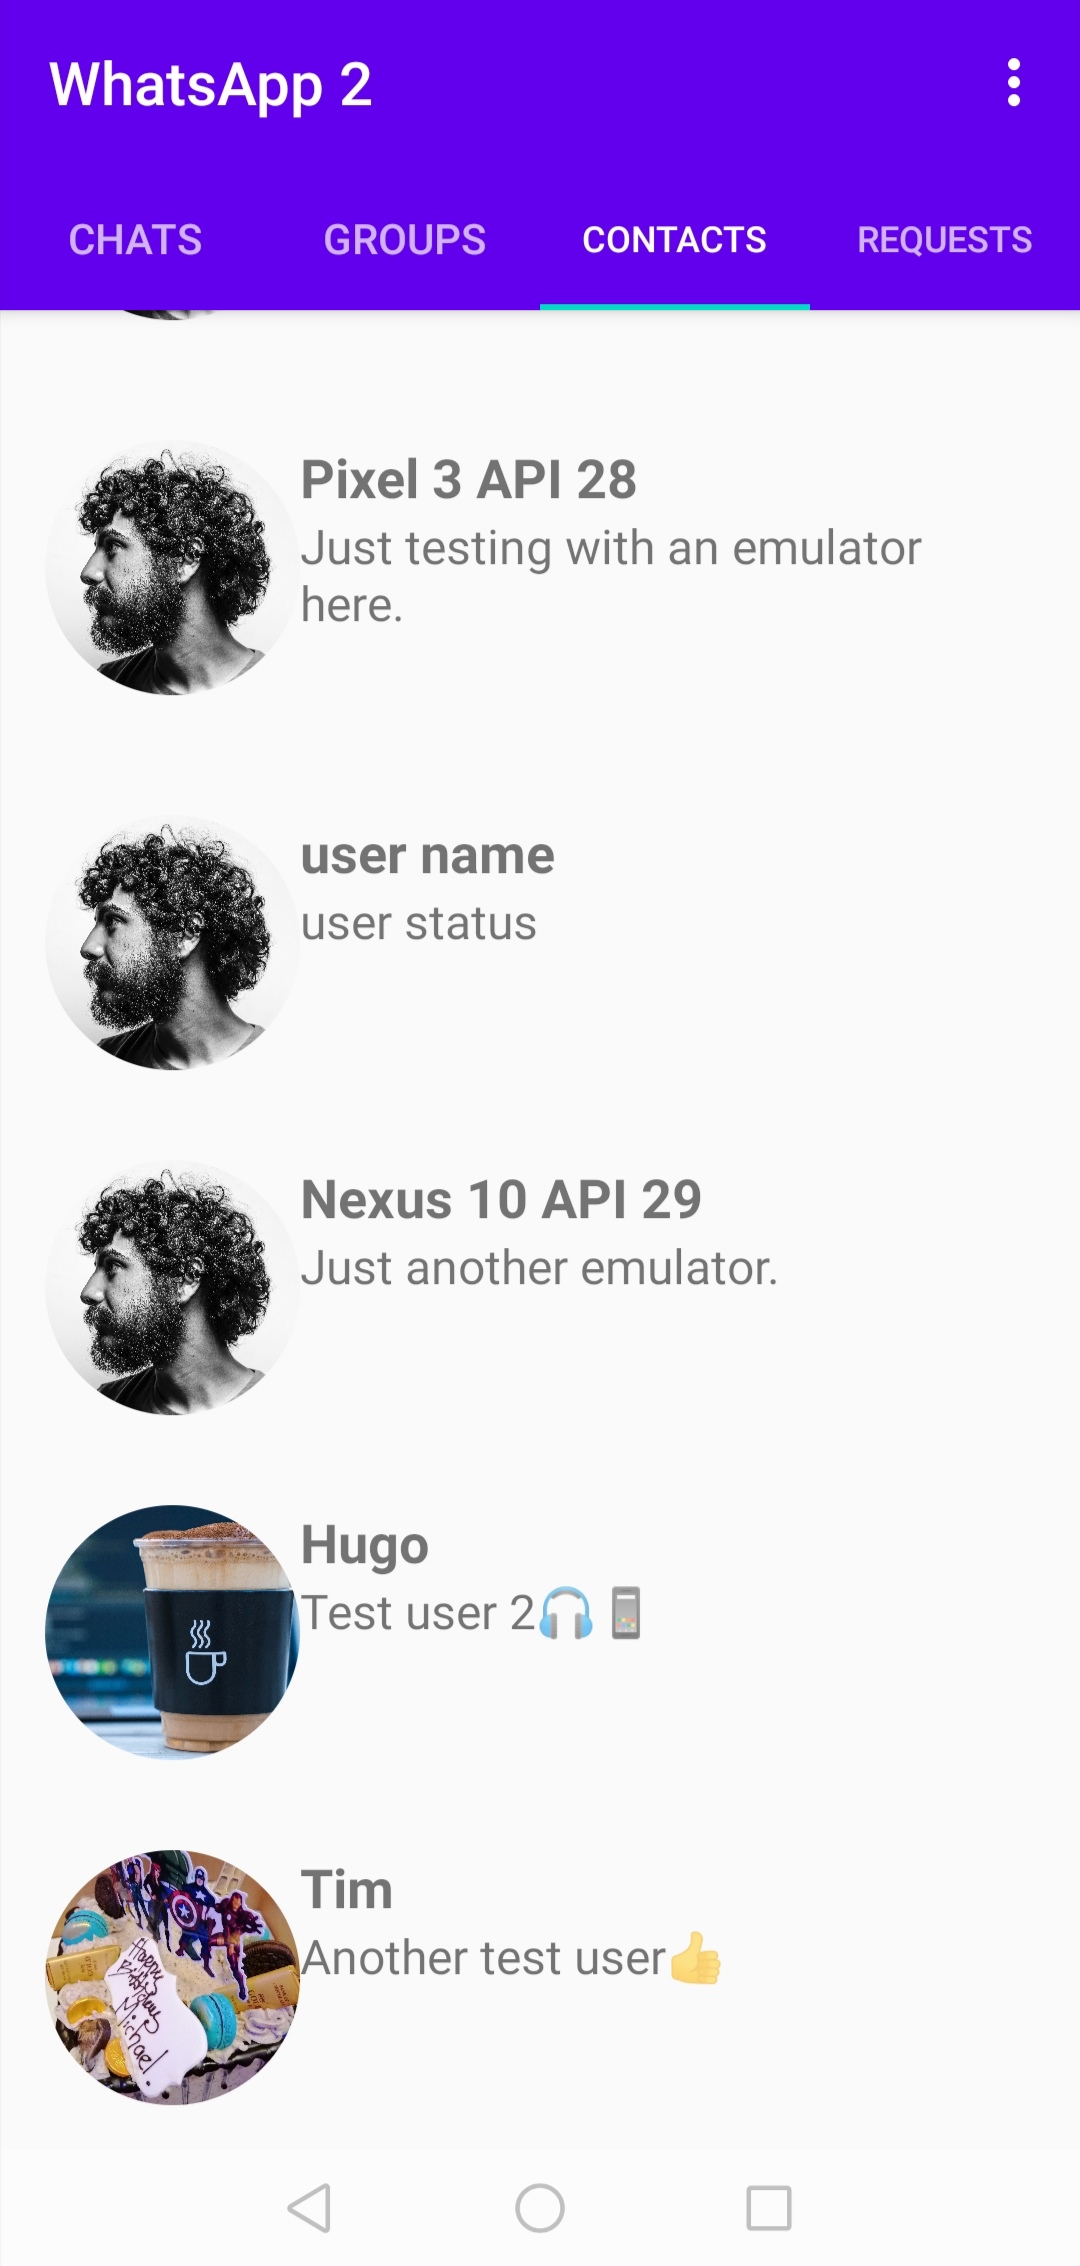 WhatsApp 2
CHATS GROUPS CONTACTS REQUESTS
Pixel 3 API 28
Just testing with an emulator
here.
user name
user status
Nexus 10 API 29
Just another emulator.
Hugo
Test user 2🎧📱
Tim
Another test user👍
Happy
Birthday
Michael.